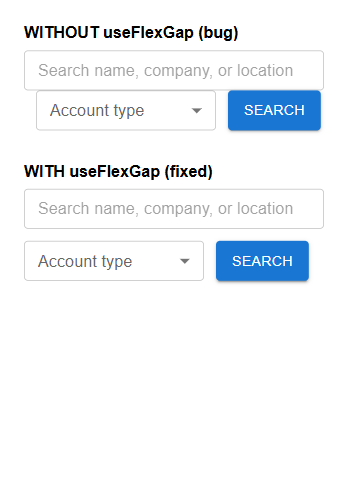 WITHOUT useFlexGap (bug)
Search name, company, or location
Account type SEARCH
WITH useFlexGap (fixed)
Search name, company, or location
Account type SEARCH